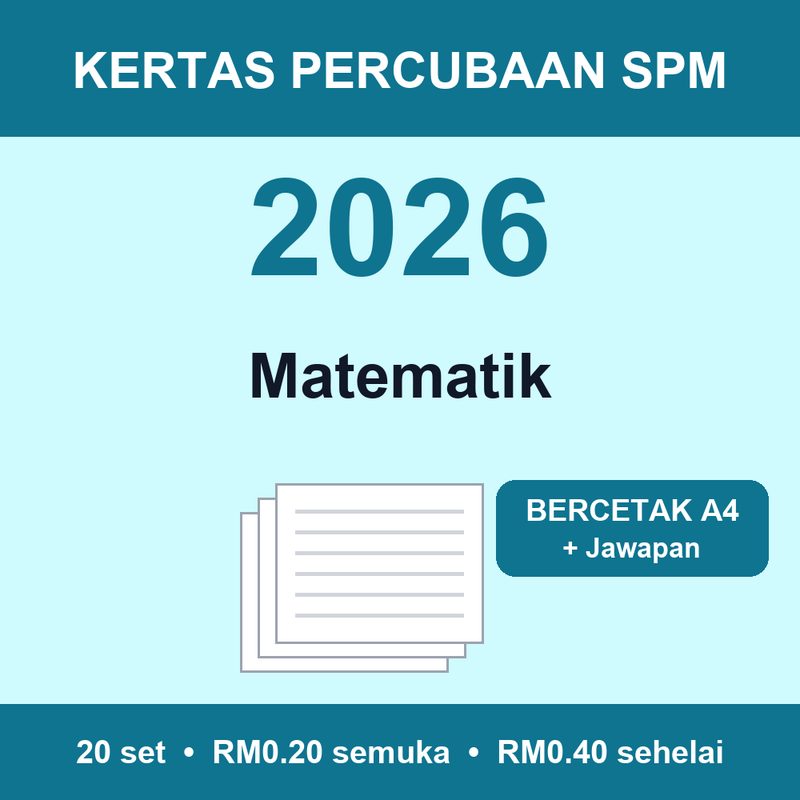 KERTAS PERCUBAAN SPM
2026
Matematik
BERCETAK A4
+ Jawapan
20 set • RM0.20 semuka • RM0.40 sehelai